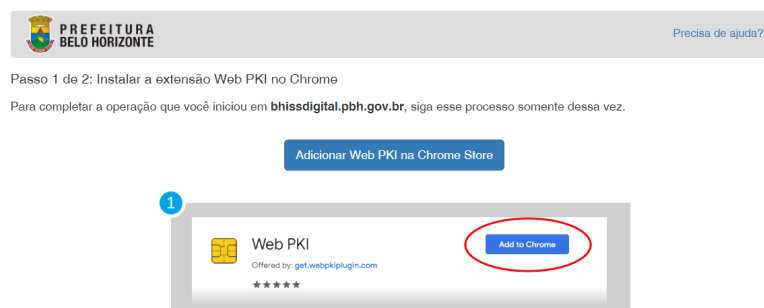 PREFEITURA
BELO HORIZONTE
Precisa de ajuda?
Passo 1 de 2: Instalar a extensão Web PKI no Chrome
Para completar a operação que você iniciou em bhissdigital.pbh.gov.br, siga esse processo somente dessa vez.
Adicionar Web PKI na Chrome Store
1
Web PKI
Add to Chrome
Offered by: get.webpkiplugin.com